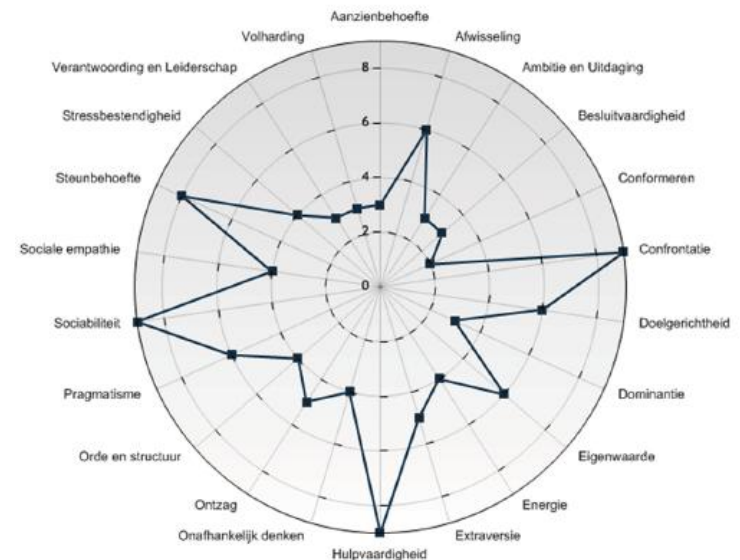 Aanzienbehoefte
Volharding
Afwisseling
Verantwoording en Leiderschap
8
Ambitie en Uitdaging
Stressbestendigheid
6
Besluitvaardigheid
Steunbehoefte
4
Conformeren
Sociale empathie
2
Confrontatie
0
Sociabiliteit
Doelgerichtheid
Pragmatisme
Dominantie
Orde en structuur
Eigenwaarde
Ontzag
Energie
Onafhankelijk denken
Extraversie
Hulpvaardigheid